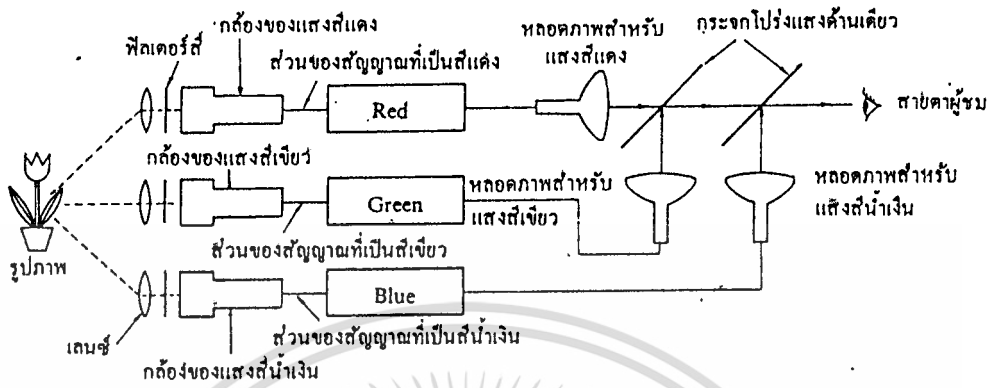 กล้องของแสงสีแดง
ฟิลเตอร์สี
ส่วนของสัญญาณที่เป็นสีแดง
หลอดภาพสำหรับ
แสงสีแดง
กระจกโปร่งแสงด้านเดียว
Red
สายตาผู้ชม
กล้องของแสงสีเขียว
Green
หลอดภาพสำหรับ
แสงสีเขียว
หลอดภาพสำหรับ
แสงสีน้ำเงิน
ส่วนของสัญญาณที่เป็นสีเขียว
รูปภาพ
Blue
เลนซ์
ส่วนของสัญญาณที่เป็นสีน้ำเงิน
กล้องของแสงสีน้ำเงิน